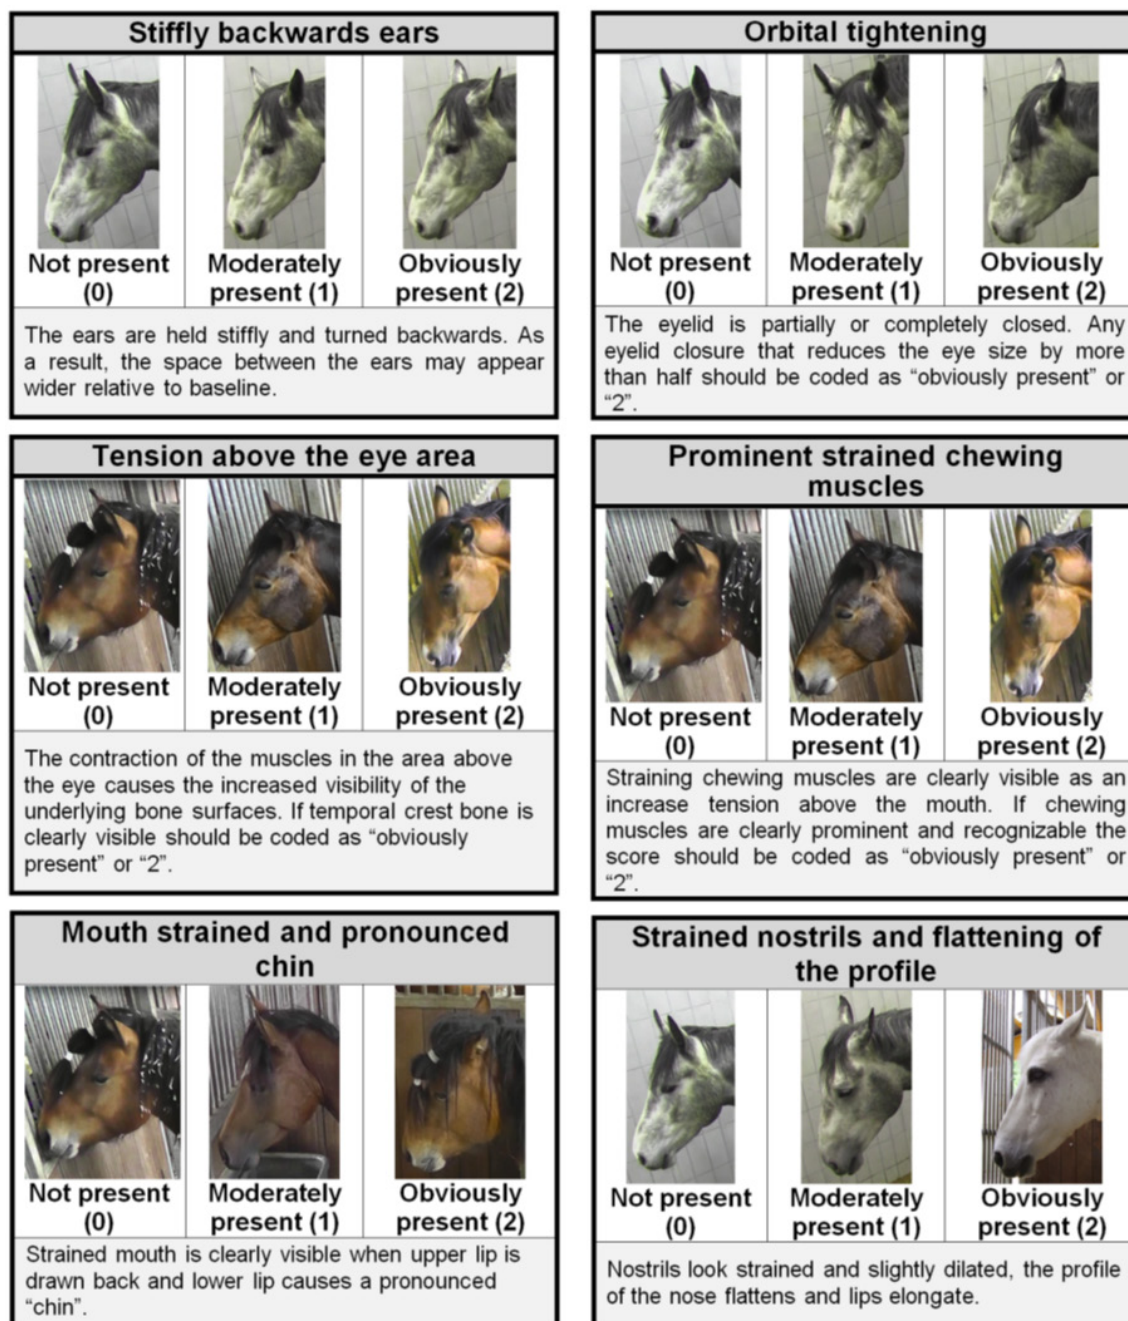 Stiffly backwards ears
Not present
(0)
Moderately
present (1)
Obviously
present (2)
The ears are held stiffly and turned backwards. As
a result, the space between the ears may appear
wider relative to baseline.
Orbital tightening
Not present
(0)
Moderately
present (1)
Obviously
present (2)
The eyelid is partially or completely closed. Any
eyelid closure that reduces the eye size by more
than half should be coded as “obviously present” or
“2”.
Tension above the eye area
Not present
(0)
Moderately
present (1)
Obviously
present (2)
The contraction of the muscles in the area above
the eye causes the increased visibility of the
underlying bone surfaces. If temporal crest bone is
clearly visible should be coded as “obviously
present” or “2”.
Prominent strained chewing
muscles
Not present
(0)
Moderately
present (1)
Obviously
present (2)
Straining chewing muscles are clearly visible as an
increase tension above the mouth. If chewing
muscles are clearly prominent and recognizable the
score should be coded as “obviously present” or
“2”.
Mouth strained and pronounced
chin
Not present
(0)
Moderately
present (1)
Obviously
present (2)
Strained mouth is clearly visible when upper lip is
drawn back and lower lip causes a pronounced
“chin”.
Strained nostrils and flattening of
the profile
Not present
(0)
Moderately
present (1)
Obviously
present (2)
Nostrils look strained and slightly dilated, the profile
of the nose flattens and lips elongate.